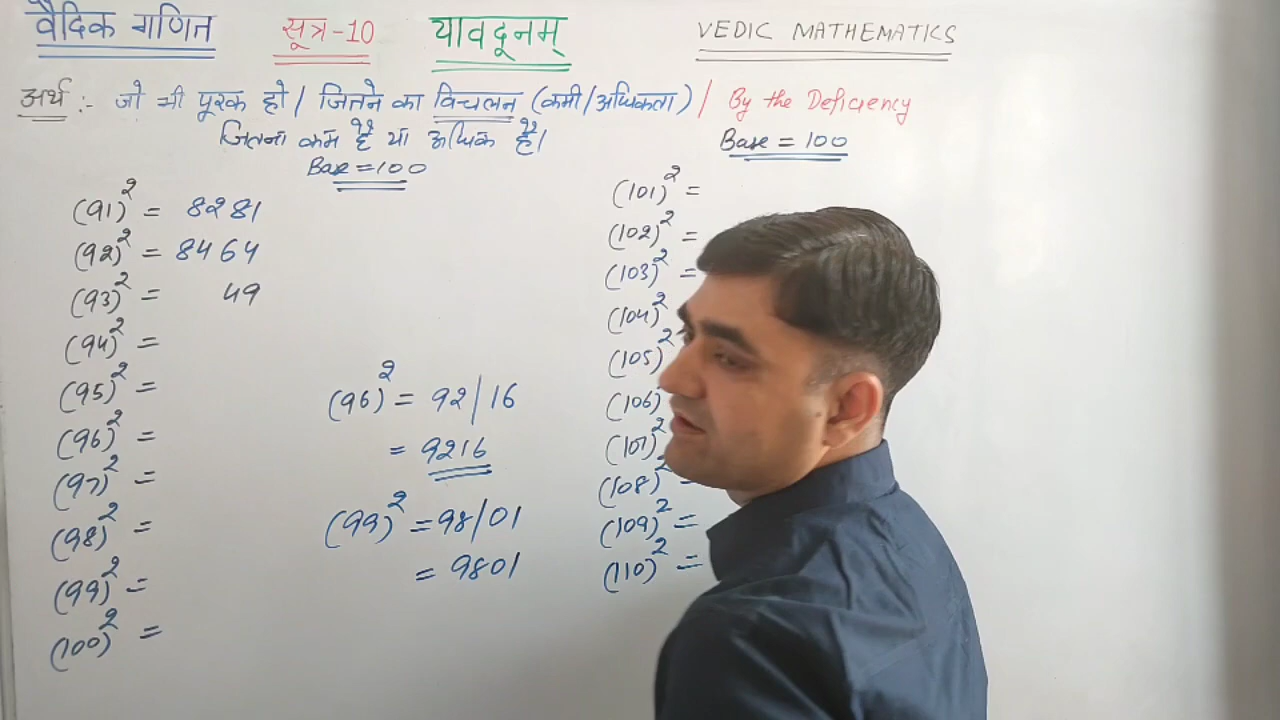 वैदिक गणित सूत्र-10 यावदूनम् VEDIC MATHEMATICS
अर्थ :- जो भी पूरक हो / जितने का विचलन (कमी/अधिकता) / By the Deficiency
जितना कम है या अधिक है।
Base = 100
Base = 100
(91)² = 8281
(92)² = 8464
(93)² = 49
(94)² =
(95)² =
(96)² =
(97)² =
(98)² =
(99)² =
(100)² =
(96)² = 92/16
= 9216
(99)² = 98/01
= 9801
(101)² =
(102)² =
(103)² =
(104)²
(105)²
(106)
(107)²
(108)² =
(109)² =
(110)² =